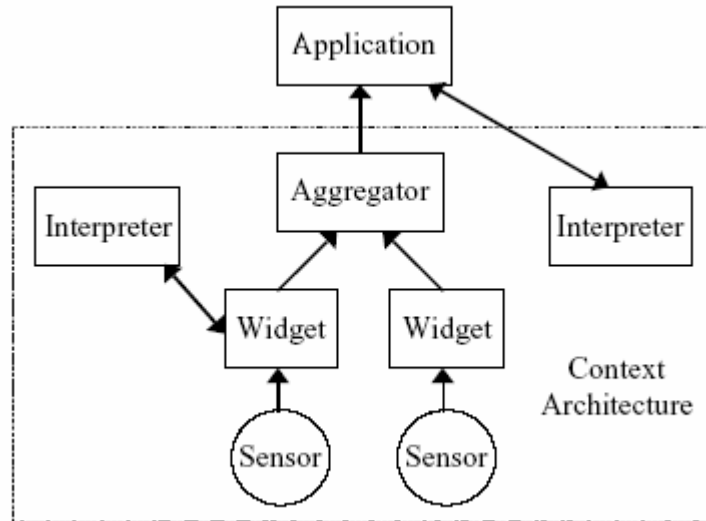 Application
Aggregator
Interpreter
Interpreter
Widget
Widget
Context
Architecture
Sensor
Sensor